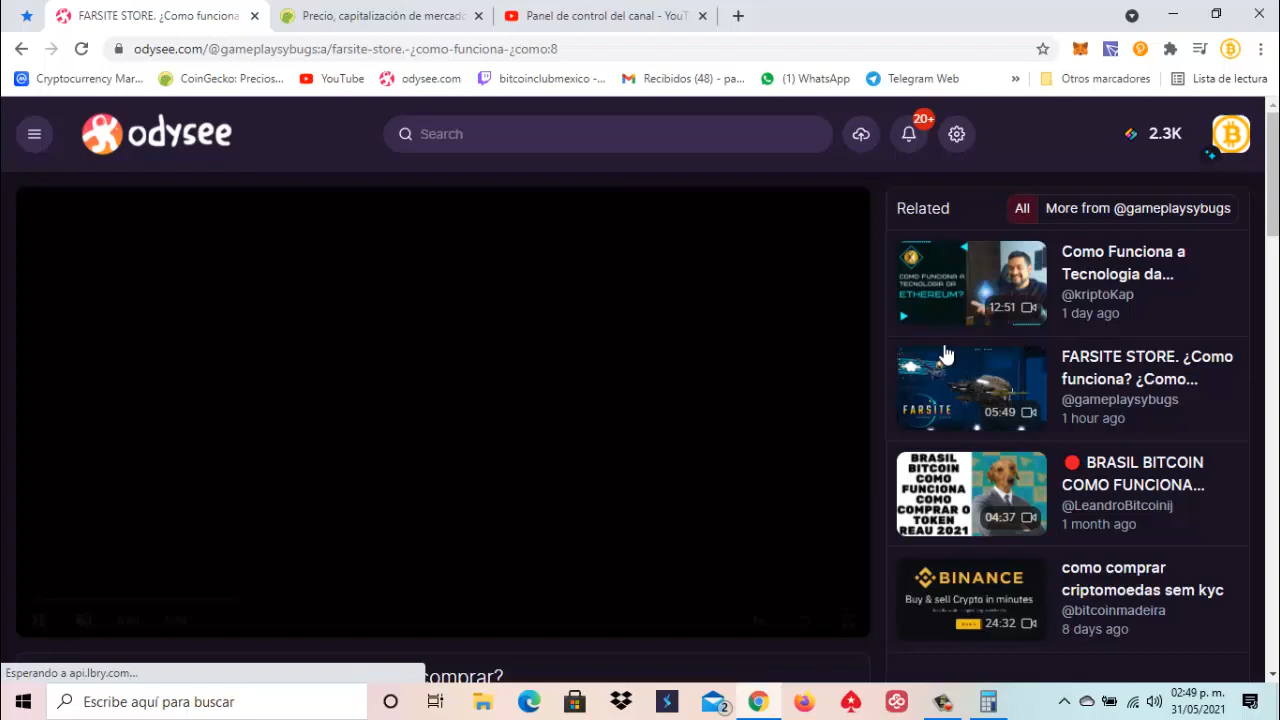 FARSITE STORE. ¿Como funciona
Precio, capitalización de mercado
Panel de control del canal - YouT
odysee.com/@gameplaysybugs:a/farsite-store.-¿como-funciona-¿como:8
Cryptocurrency Mar...
CoinGecko: Precios...
YouTube
odysee.com
bitcoinclubmexico -...
Recibidos (48) - pa...
(1) WhatsApp
Telegram Web
»
Otros marcadores
Lista de lectura
odysee
Search
20+
2.3K
Related
All
More from @gameplaysybugs
COMO FUNCIONA A
TECNOLOGIA DA
ETHEREUM?
12:51
Como Funciona a
Tecnologia da...
@kriptoKap
1 day ago
FARSITE
05:49
FARSITE STORE. ¿Como
funciona? ¿Como...
@gameplaysybugs
1 hour ago
BRASIL
BITCOIN
COMO
FUNCIONA
COMO
COMPRAR O
TOKEN
REAU 2021
04:37
BRASIL BITCOIN
COMO FUNCIONA...
@LeandroBitcoinij
1 month ago
BINANCE
Buy & sell Crypto in minutes
24:32
como comprar
criptomoedas sem kyc
@bitcoinmadeira
8 days ago
comprar?
Esperando a api.lbry.com...
Escribe aquí para buscar
2
02:49 p. m.
31/05/2021